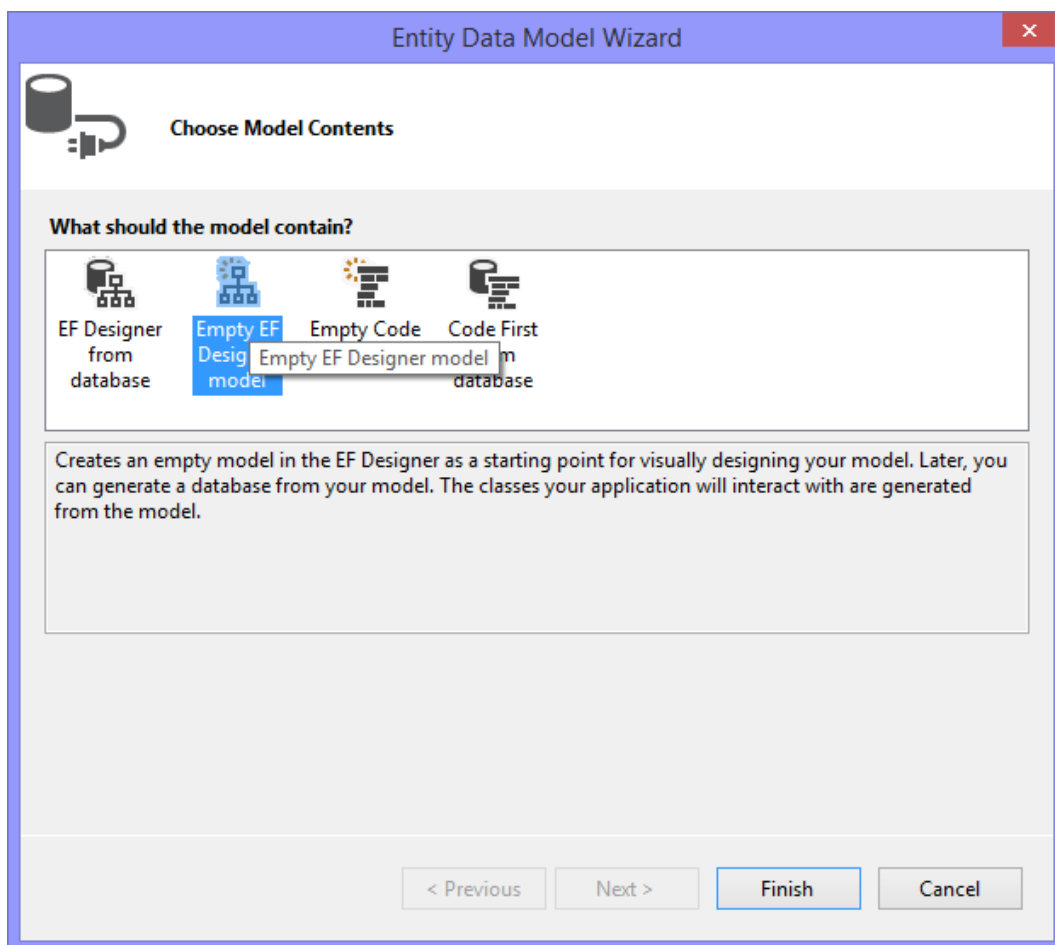 Entity Data Model Wizard
Choose Model Contents
What should the model contain?
EF Designer
from
database
Empty EF
Desig
model
Empty Code
Code First
m
database
Empty EF Designer model
Creates an empty model in the EF Designer as a starting point for visually designing your model. Later, you
can generate a database from your model. The classes your application will interact with are generated
from the model.
< Previous
Next >
Finish
Cancel